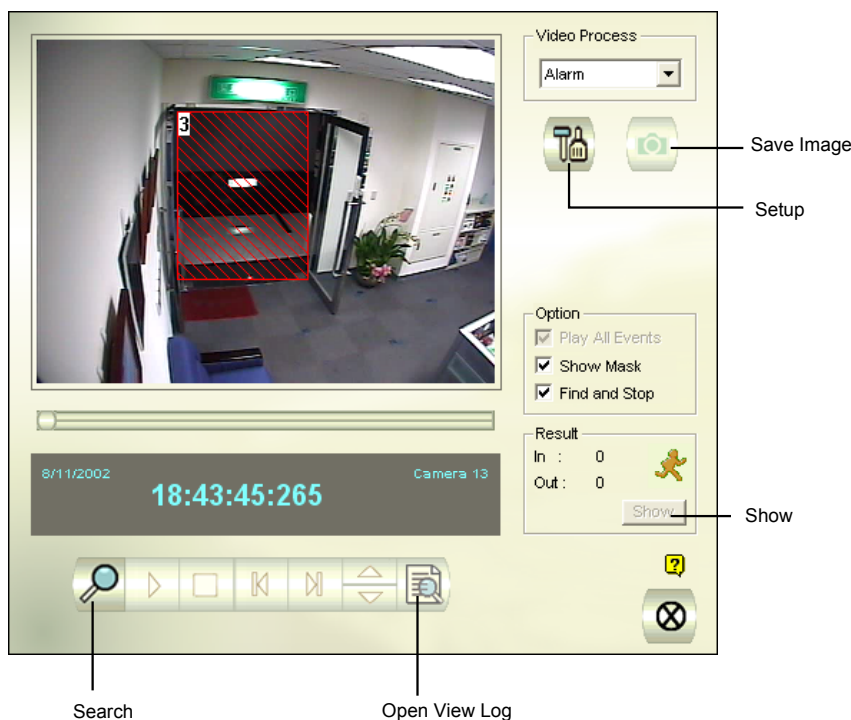 Video Process
Alarm
3
Save Image
Setup
Option
Play All Events
Show Mask
Find and Stop
Result
In : 0
Out : 0
Show
Show
8/11/2002
Camera 13
18:43:45:265
?
Search
Open View Log